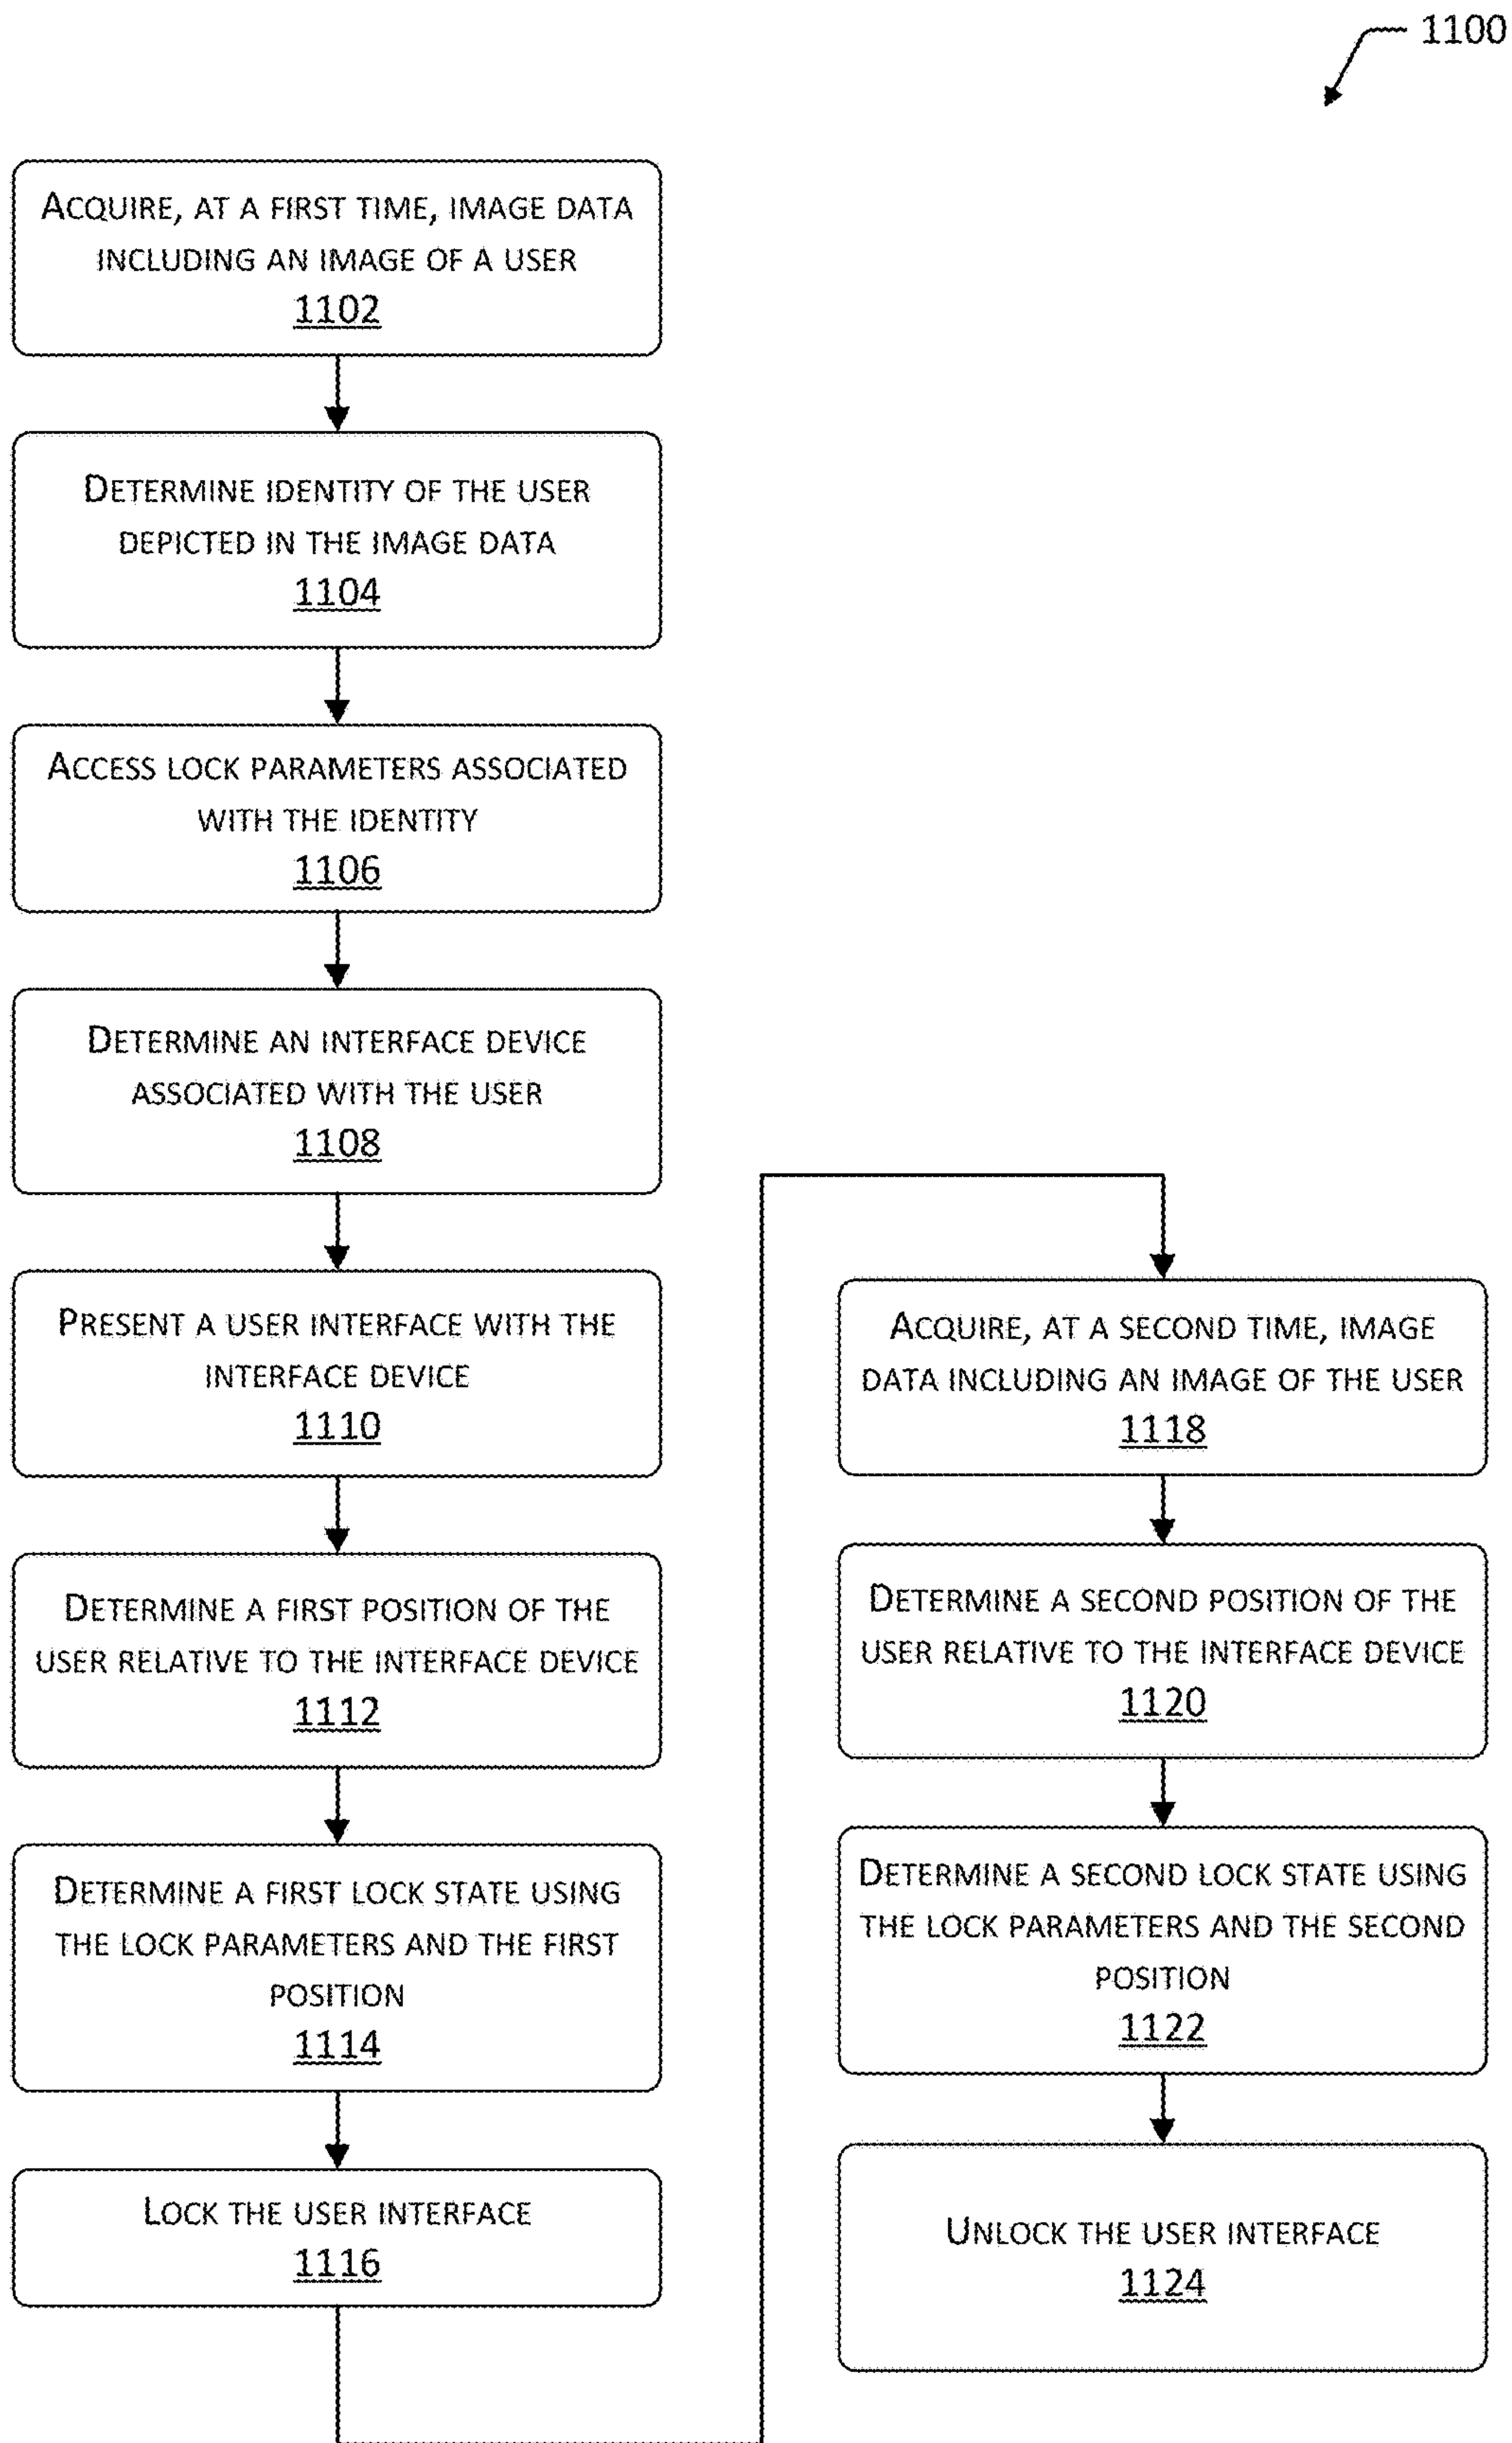 1100
ACQUIRE, AT A FIRST TIME, IMAGE DATA
INCLUDING AN IMAGE OF A USER
1102
DETERMINE IDENTITY OF THE USER
DEPICTED IN THE IMAGE DATA
1104
ACCESS LOCK PARAMETERS ASSOCIATED
WITH THE IDENTITY
1106
DETERMINE AN INTERFACE DEVICE
ASSOCIATED WITH THE USER
1108
PRESENT A USER INTERFACE WITH THE
INTERFACE DEVICE
1110
DETERMINE A FIRST POSITION OF THE
USER RELATIVE TO THE INTERFACE DEVICE
1112
DETERMINE A FIRST LOCK STATE USING
THE LOCK PARAMETERS AND THE FIRST
POSITION
1114
LOCK THE USER INTERFACE
1116
ACQUIRE, AT A SECOND TIME, IMAGE
DATA INCLUDING AN IMAGE OF THE USER
1118
DETERMINE A SECOND POSITION OF THE
USER RELATIVE TO THE INTERFACE DEVICE
1120
DETERMINE A SECOND LOCK STATE USING
THE LOCK PARAMETERS AND THE SECOND
POSITION
1122
UNLOCK THE USER INTERFACE
1124